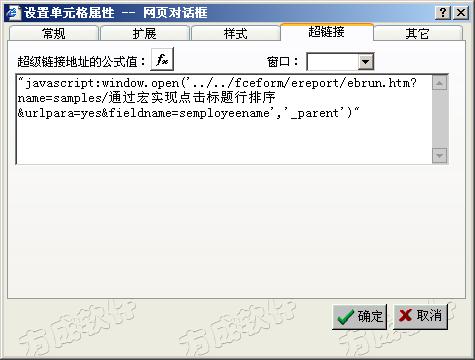 设置单元格属性 -- 网页对话框
常规 扩展 样式 超链接 其它
超级链接地址的公式值： fx 窗口：
"javascript:window.open('../../fceform/ereport/ebrun.htm?
name=samples/通过宏实现点击标题行排序
&urlpara=yes&fieldname=semployeename','_parent')"
确定 取消
方成软件 方成软件 方成软件